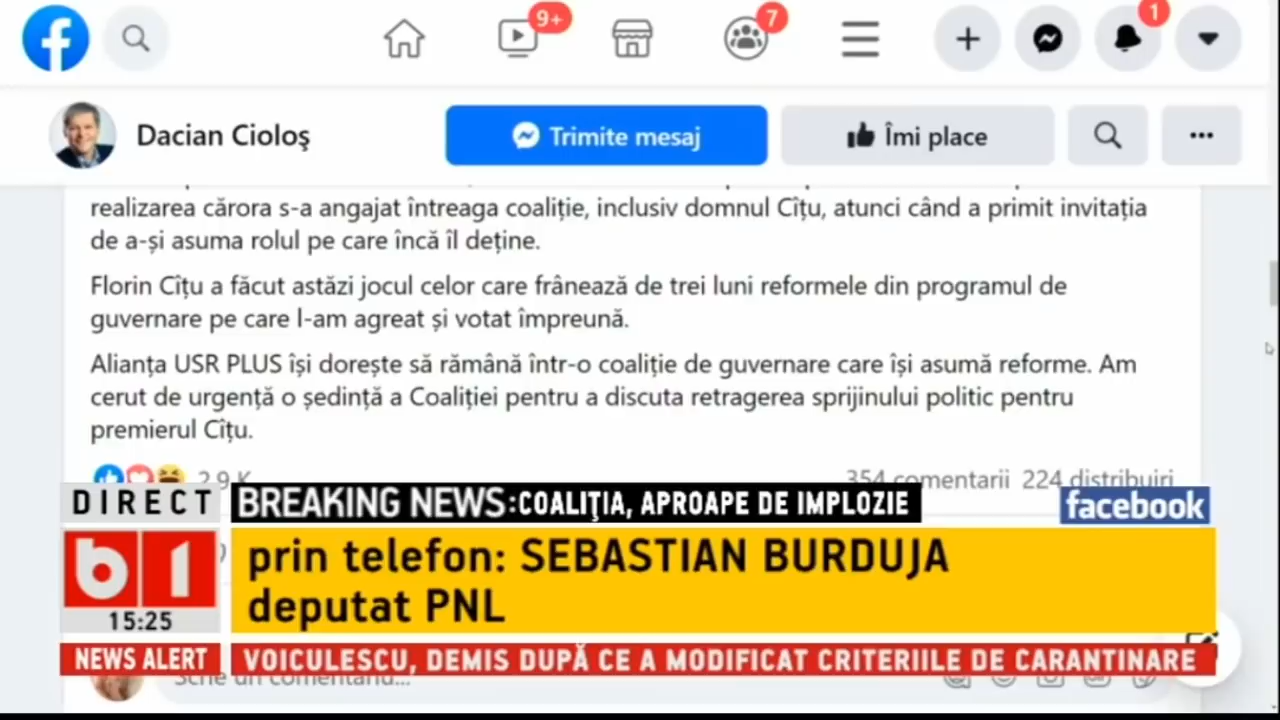 9+
7
1
Dacian Cioloș
Trimite mesaj
Îmi place
realizarea cărora s-a angajat întreaga coaliție, inclusiv domnul Cîțu, atunci când a primit invitația
de a-și asuma rolul pe care încă îl deține.
Florin Cîțu a făcut astăzi jocul celor care frânează de trei luni reformele din programul de
guvernare pe care l-am agreat și votat împreună.
Alianța USR PLUS își dorește să rămână într-o coaliție de guvernare care își asumă reforme. Am
cerut de urgență o ședință a Coaliției pentru a discuta retragerea sprijinului politic pentru
premierul Cîțu.
2,9 K
354 comentarii 224 distribuiri
DIRECT
BREAKING NEWS:COALIŢIA, APROAPE DE IMPLOZIE
facebook
b1
prin telefon: SEBASTIAN BURDUJA
deputat PNL
15:25
NEWS ALERT
VOICULESCU, DEMIS DUPĂ CE A MODIFICAT CRITERIILE DE CARANTINARE
Scrie un comentariu...